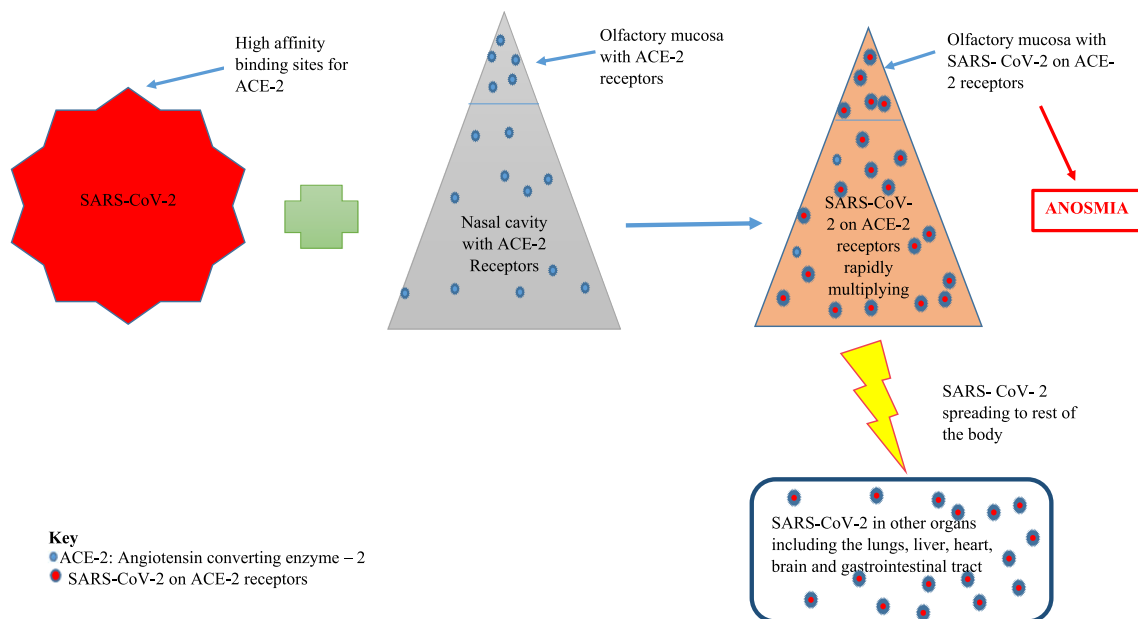 High affinity
binding sites for
ACE-2
SARS-CoV-2
Olfactory mucosa
with ACE-2
receptors
Nasal cavity
with ACE-2
Receptors
Olfactory mucosa with
SARS- CoV-2 on ACE-
2 receptors
ANOSMIA
SARS-CoV-
2 on ACE-2
receptors
rapidly
multiplying
SARS- CoV- 2
spreading to rest of
the body
SARS-CoV-2 in other organs
including the lungs, liver, heart,
brain and gastrointestinal tract
Key
ACE-2: Angiotensin converting enzyme – 2
SARS-CoV-2 on ACE-2 receptors